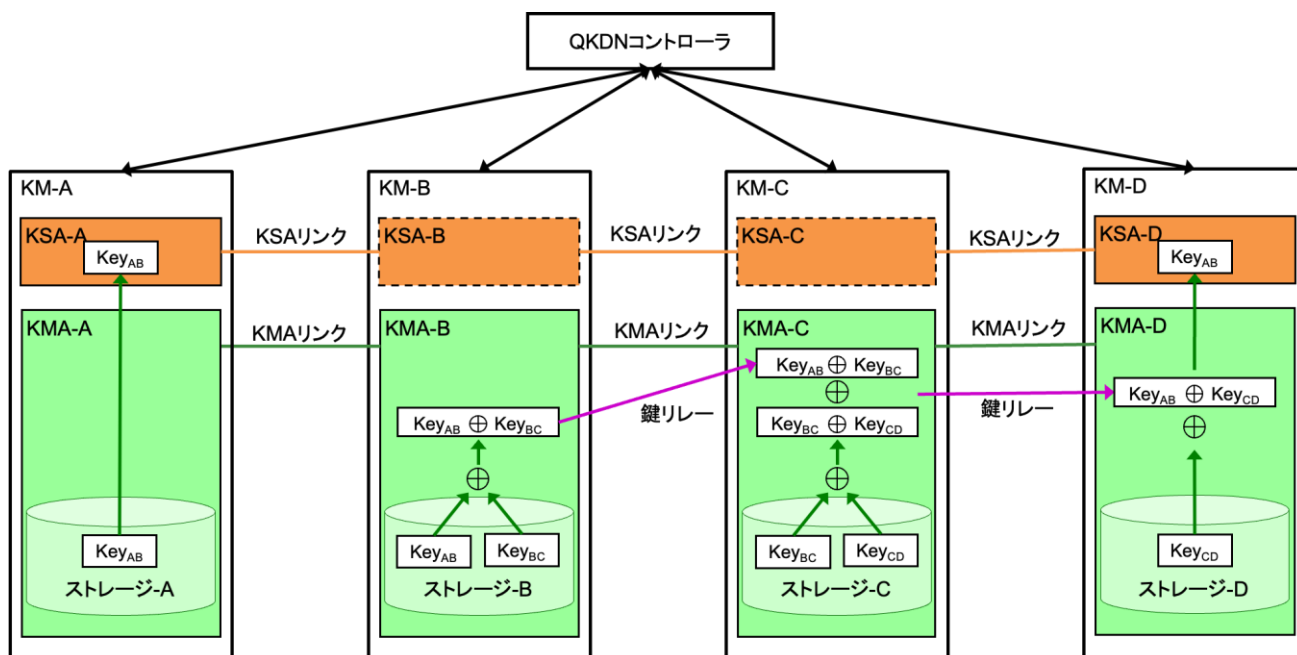 QKDNコントローラ
KM-A
KM-B
KM-C
KM-D
KSA-A
KeyAB
KSAリンク
KSA-B
KSAリンク
KSA-C
KSAリンク
KSA-D
KeyAB
KMA-A
KMAリンク
KMA-B
KMAリンク
KMA-C
KMAリンク
KMA-D
KeyAB ⊕ KeyBC
⊕
KeyAB ⊕ KeyCD
鍵リレー
鍵リレー
KeyAB ⊕ KeyBC
KeyBC ⊕ KeyCD
⊕
⊕
⊕
KeyAB
KeyAB
KeyBC
KeyBC
KeyCD
KeyCD
ストレージ-A
ストレージ-B
ストレージ-C
ストレージ-D